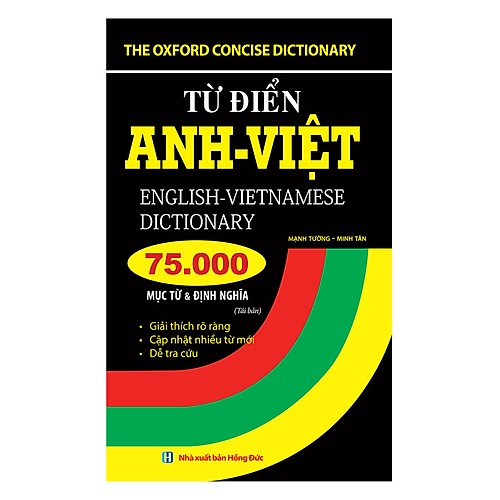 THE OXFORD CONCISE DICTIONARY
TỪ ĐIỂN
ANH-VIỆT
ENGLISH-VIETNAMESE
DICTIONARY
MẠNH TƯỜNG - MINH TÂN
75.000
MỤC TỪ & ĐỊNH NGHĨA
(Tái bản)
• Giải thích rõ ràng
• Cập nhật nhiều từ mới
• Dễ tra cứu
H Nhà xuất bản Hồng Đức